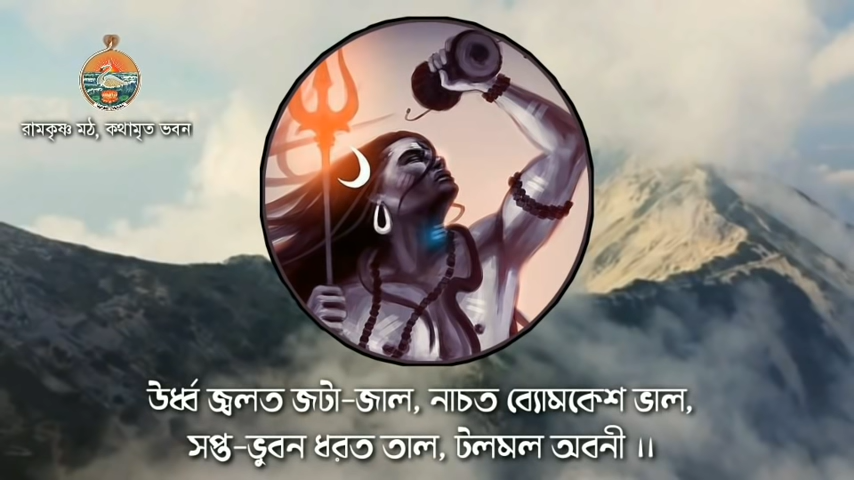 রামকৃষ্ণ মঠ, কথামৃত ভবন
উর্ধ্ব জ্বলত জটা-জাল, নাচত ব্যোমকেশ ভাল,
সপ্ত-ভুবন ধরত তাল, টলমল অবনী ।।